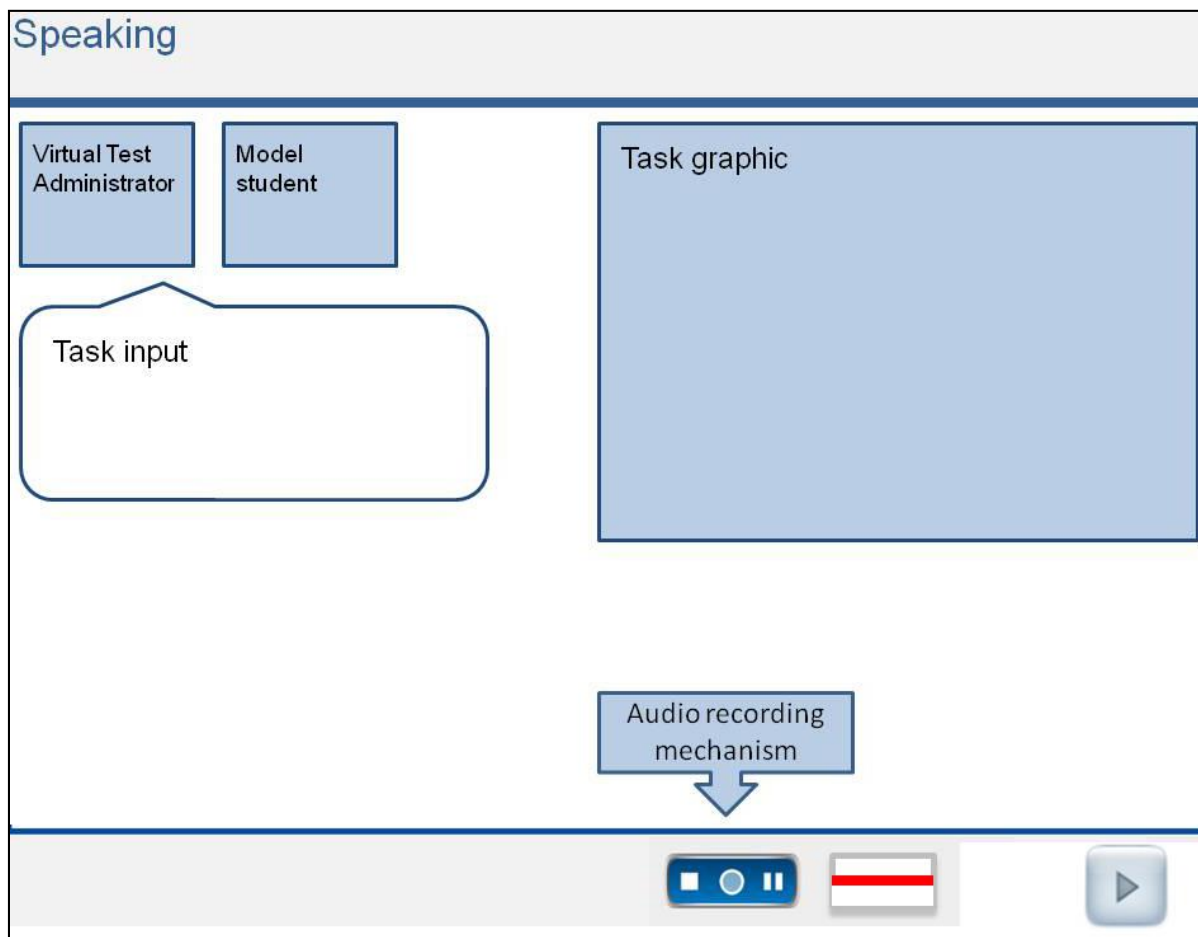 Speaking
Virtual Test
Administrator
Model
student
Task graphic
Task input
Audio recording
mechanism